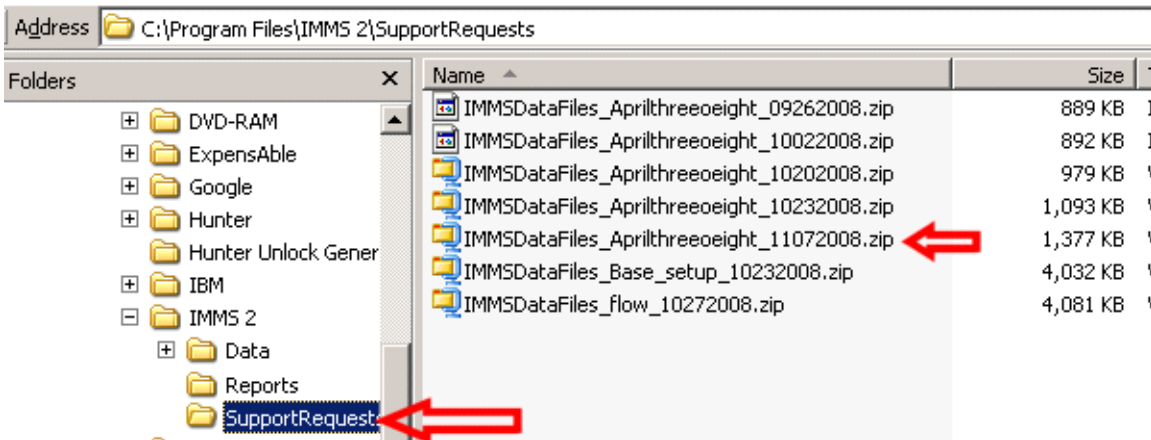 Address C:\Program Files\IMMS 2\SupportRequests
Folders
DVD-RAM
ExpensAble
Google
Hunter
Hunter Unlock Gener
IBM
IMMS 2
Data
Reports
SupportRequest
Name Size
IMMSDataFiles_Aprilthreeoeight_09262008.zip 889 KB
IMMSDataFiles_Aprilthreeoeight_10022008.zip 892 KB
IMMSDataFiles_Aprilthreeoeight_10202008.zip 979 KB
IMMSDataFiles_Aprilthreeoeight_10232008.zip 1,093 KB
IMMSDataFiles_Aprilthreeoeight_11072008.zip 1,377 KB
IMMSDataFiles_Base_setup_10232008.zip 4,032 KB
IMMSDataFiles_flow_10272008.zip 4,081 KB